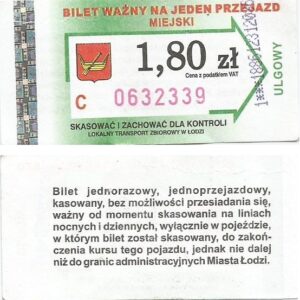 BILET WAŻNY NA JEDEN PRZEJAZD
MIEJSKI
1,80 zł
Cena z podatkiem VAT
ULGOWY
C 0632339
SKASOWAĆ I ZACHOWAĆ DLA KONTROLI
LOKALNY TRANSPORT ZBIOROWY W ŁODZI
Bilet jednorazowy, jednoprzejazdowy,
kasowany, bez możliwości przesiadania się,
ważny od momentu skasowania na liniach
nocnych i dziennych, wyłącznie w pojeździe,
w którym bilet został skasowany, do zakoń-
czenia kursu tego pojazdu, jednak nie dalej
niż do granic administracyjnych Miasta Łodzi.